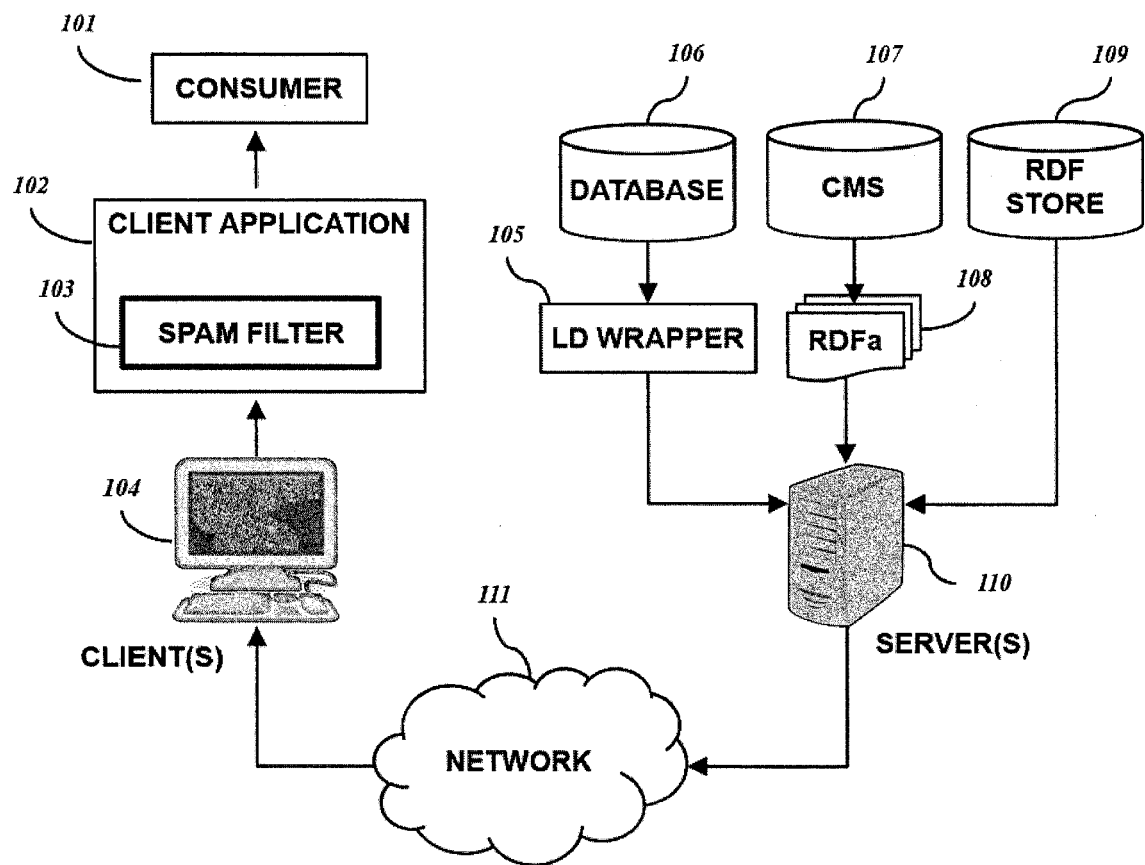 101
CONSUMER
102
CLIENT APPLICATION
103
SPAM FILTER
104
CLIENT(S)
106
DATABASE
107
CMS
109
RDF
STORE
105
LD WRAPPER
108
RDFa
110
SERVER(S)
111
NETWORK